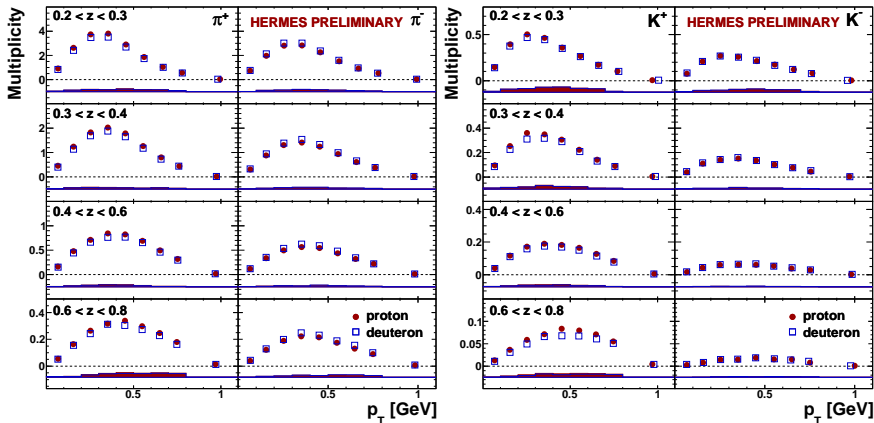 Multiplicity
0.2 < z < 0.3
π+
HERMES PRELIMINARY
π-
4
2
0
0.3 < z < 0.4
2
1
0
0.4 < z < 0.6
1
0.5
0
0.6 < z < 0.8
proton
deuteron
0.4
0.2
0
0.5
1
0.5
1
pT [GeV]
Multiplicity
0.2 < z < 0.3
K+
HERMES PRELIMINARY
K-
0.5
0
0.3 < z < 0.4
0.4
0.2
0
0.4 < z < 0.6
0.4
0.2
0
0.6 < z < 0.8
proton
deuteron
0.1
0.05
0
0.5
1
0.5
1
pT [GeV]